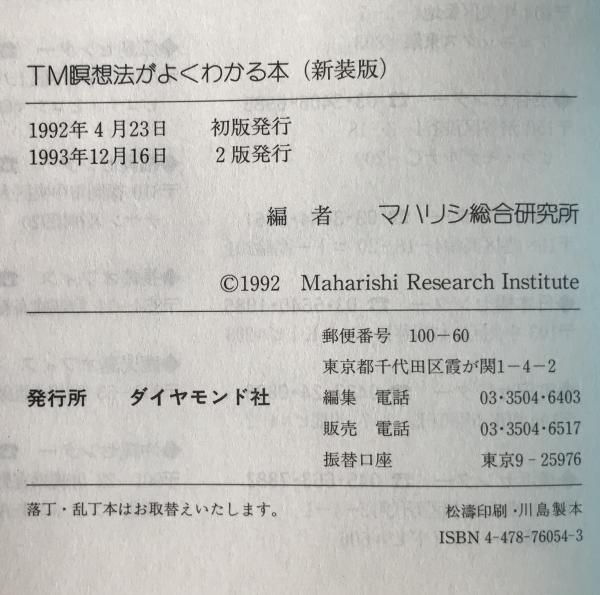 TM瞑想法がよくわかる本（新装版）
1992年4月23日　初版発行
1993年12月16日　2版発行
編　者　マハリシ総合研究所
©1992 Maharishi Research Institute
郵便番号 100-60
東京都千代田区霞が関1-4-2
発行所　ダイヤモンド社
編集 電話 03･3504･6403
販売 電話 03･3504･6517
振替口座 東京9-25976
落丁・乱丁本はお取替えいたします。
松濤印刷・川島製本
ISBN 4-478-76054-3